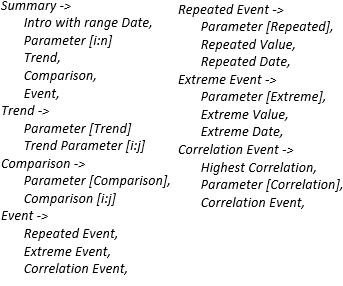 Summary ->
Intro with range Date,
Parameter [i:n]
Trend,
Comparison,
Event,
Trend ->
Parameter [Trend]
Trend Parameter [i:j]
Comparison ->
Parameter [Comparison],
Comparison [i:j]
Event ->
Repeated Event,
Extreme Event,
Correlation Event,
Repeated Event ->
Parameter [Repeated],
Repeated Value,
Repeated Date,
Extreme Event ->
Parameter [Extreme],
Extreme Value,
Extreme Date,
Correlation Event ->
Highest Correlation,
Parameter [Correlation],
Correlation Event,